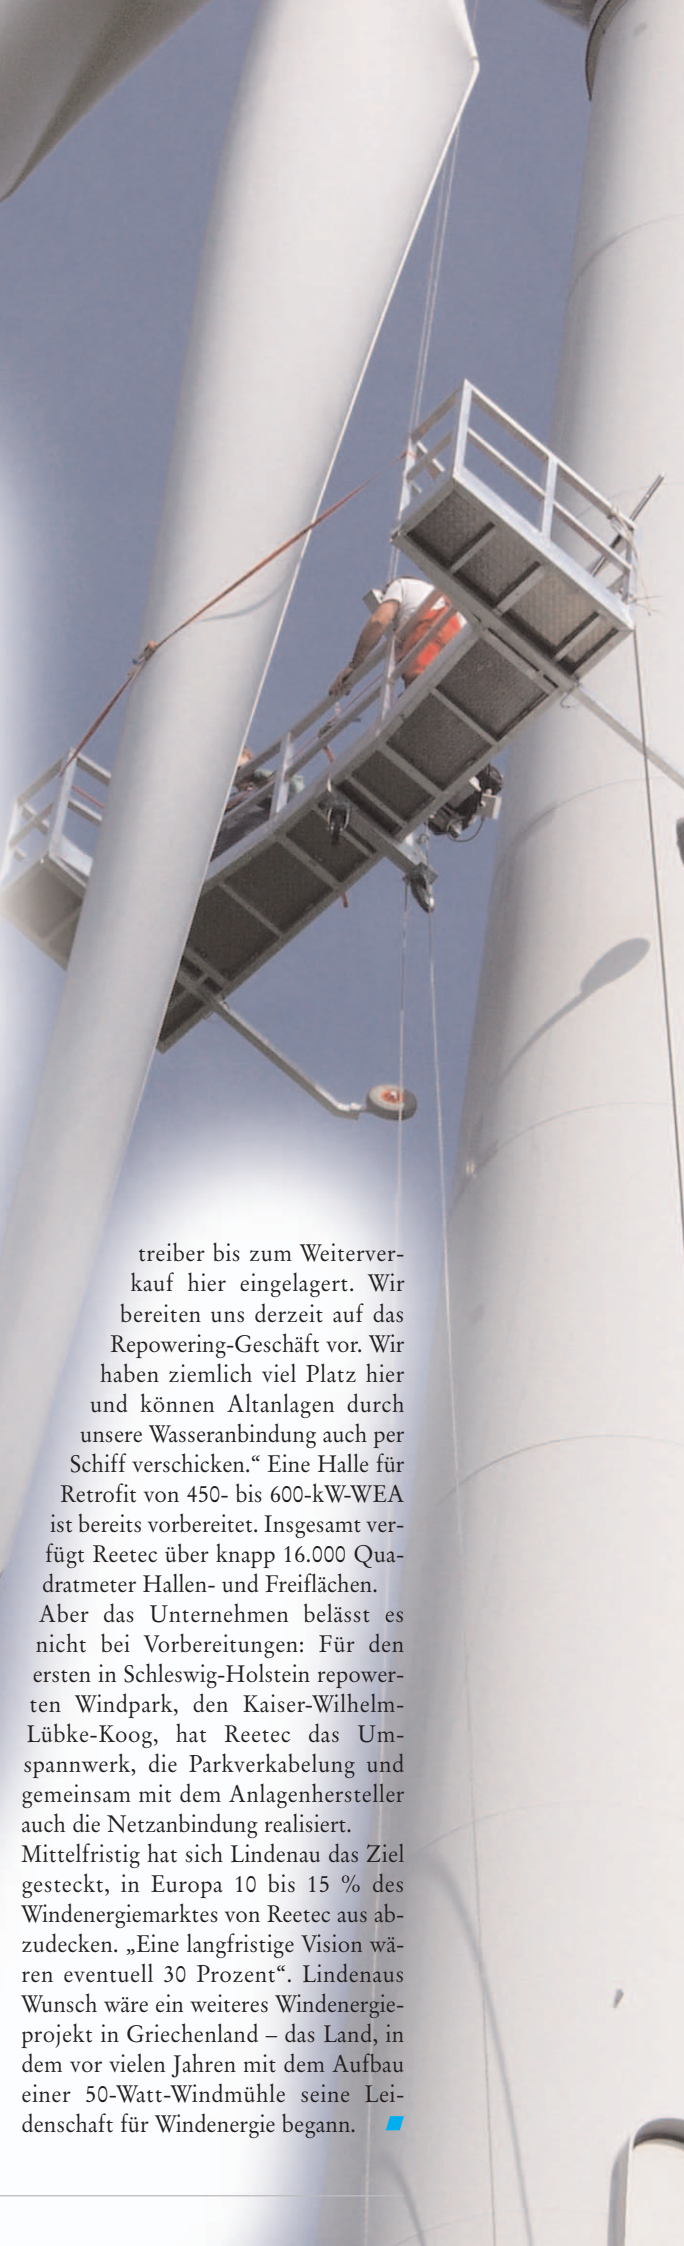 treiber bis zum Weiterver-
kauf hier eingelagert. Wir
bereiten uns derzeit auf das
Repowering-Geschäft vor. Wir
haben ziemlich viel Platz hier
und können Altanlagen durch
unsere Wasseranbindung auch per
Schiff verschicken.“ Eine Halle für
Retrofit von 450- bis 600-kW-WEA
ist bereits vorbereitet. Insgesamt ver-
fügt Reetec über knapp 16.000 Qua-
dratmeter Hallen- und Freiflächen.
Aber das Unternehmen belässt es
nicht bei Vorbereitungen: Für den
ersten in Schleswig-Holstein repower-
ten Windpark, den Kaiser-Wilhelm-
Lübke-Koog, hat Reetec das Um-
spannwerk, die Parkverkabelung und
gemeinsam mit dem Anlagenhersteller
auch die Netzanbindung realisiert.
Mittelfristig hat sich Lindenau das Ziel
gesteckt, in Europa 10 bis 15 % des
Windenergiemarktes von Reetec aus ab-
zudecken. „Eine langfristige Vision wä-
ren eventuell 30 Prozent“. Lindenaus
Wunsch wäre ein weiteres Windenergie-
projekt in Griechenland – das Land, in
dem vor vielen Jahren mit dem Aufbau
einer 50-Watt-Windmühle seine Lei-
denschaft für Windenergie begann.